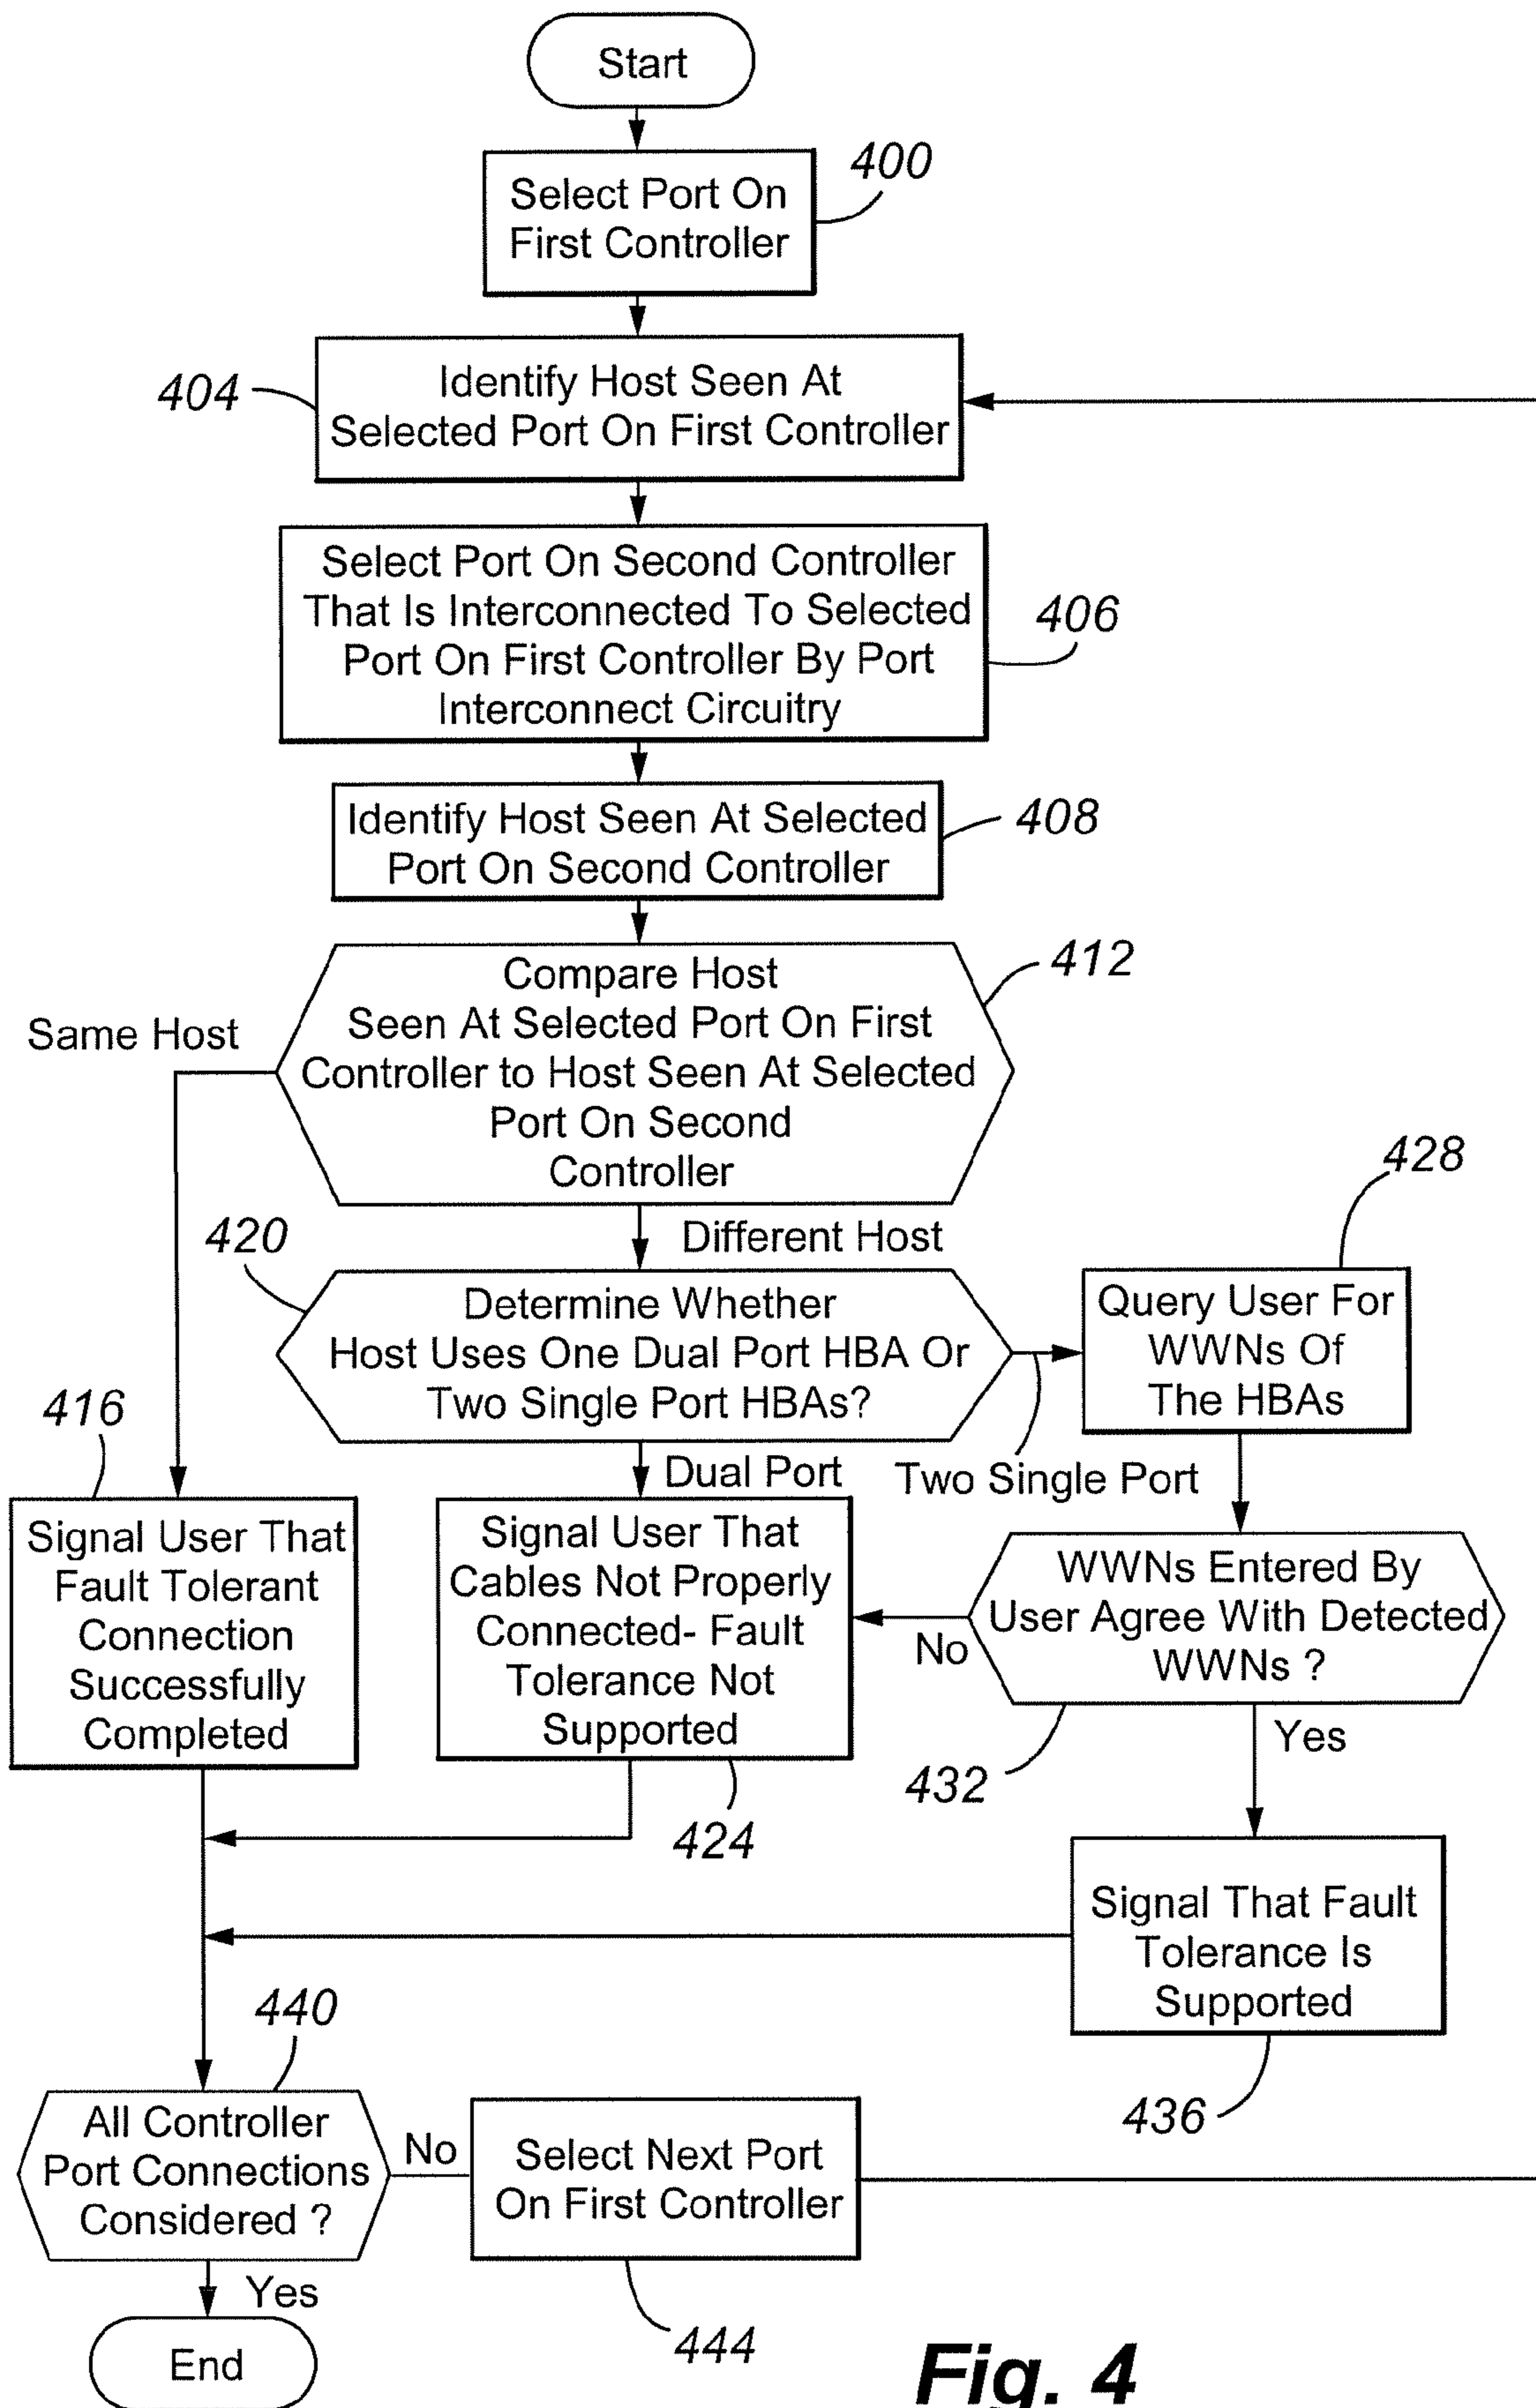 Start
400
Select Port On
First Controller
404
Identify Host Seen At
Selected Port On First Controller
Select Port On Second Controller
That Is Interconnected To Selected
Port On First Controller By Port
Interconnect Circuitry
406
Identify Host Seen At Selected
Port On Second Controller
408
412
Compare Host
Seen At Selected Port On First
Controller to Host Seen At Selected
Port On Second
Controller
Same Host
Different Host
420
Determine Whether
Host Uses One Dual Port HBA Or
Two Single Port HBAs?
428
Query User For
WWNs Of
The HBAs
Dual Port
Two Single Port
416
Signal User That
Fault Tolerant
Connection
Successfully
Completed
Signal User That
Cables Not Properly
Connected- Fault
Tolerance Not
Supported
424
WWNs Entered By
User Agree With Detected
WWNs ?
No
Yes
432
Signal That Fault
Tolerance Is
Supported
436
440
All Controller
Port Connections
Considered ?
No
Select Next Port
On First Controller
444
Yes
End
Fig. 4